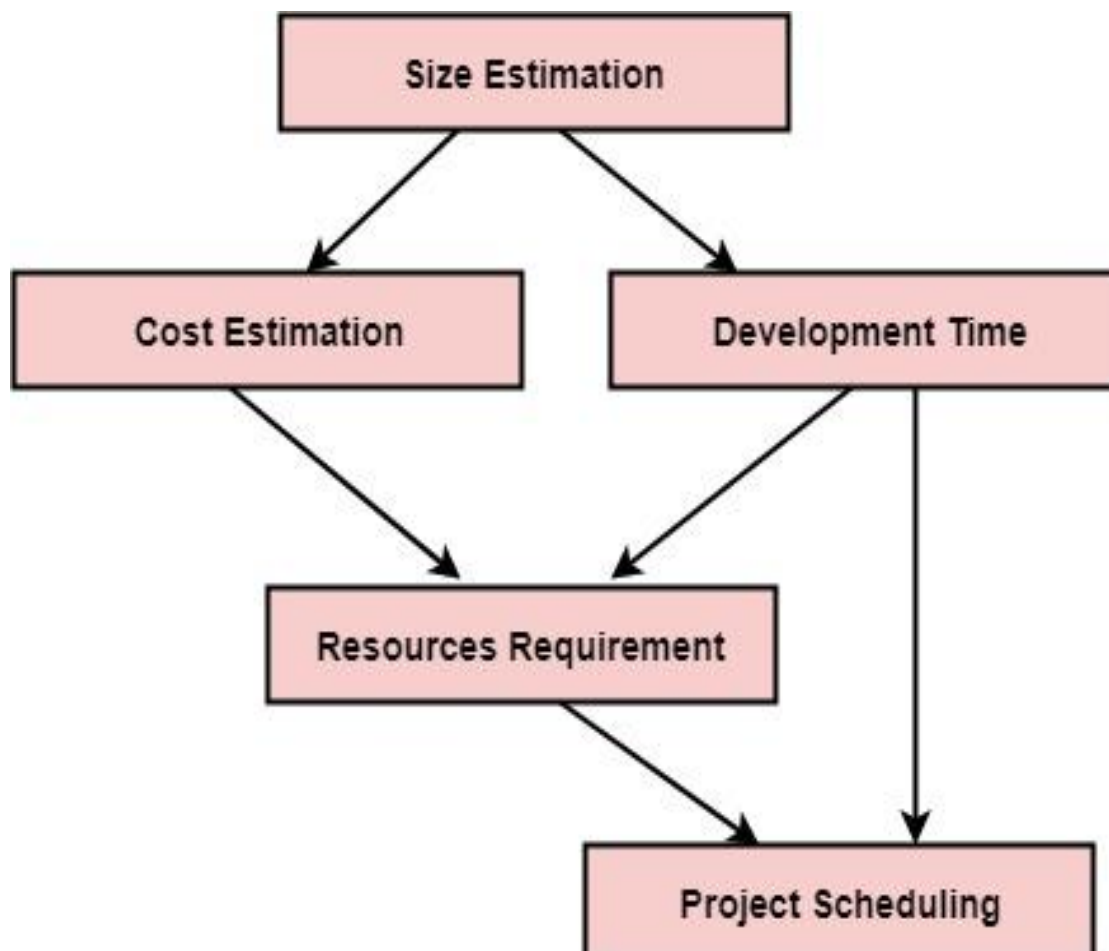 Size Estimation
Cost Estimation
Development Time
Resources Requirement
Project Scheduling